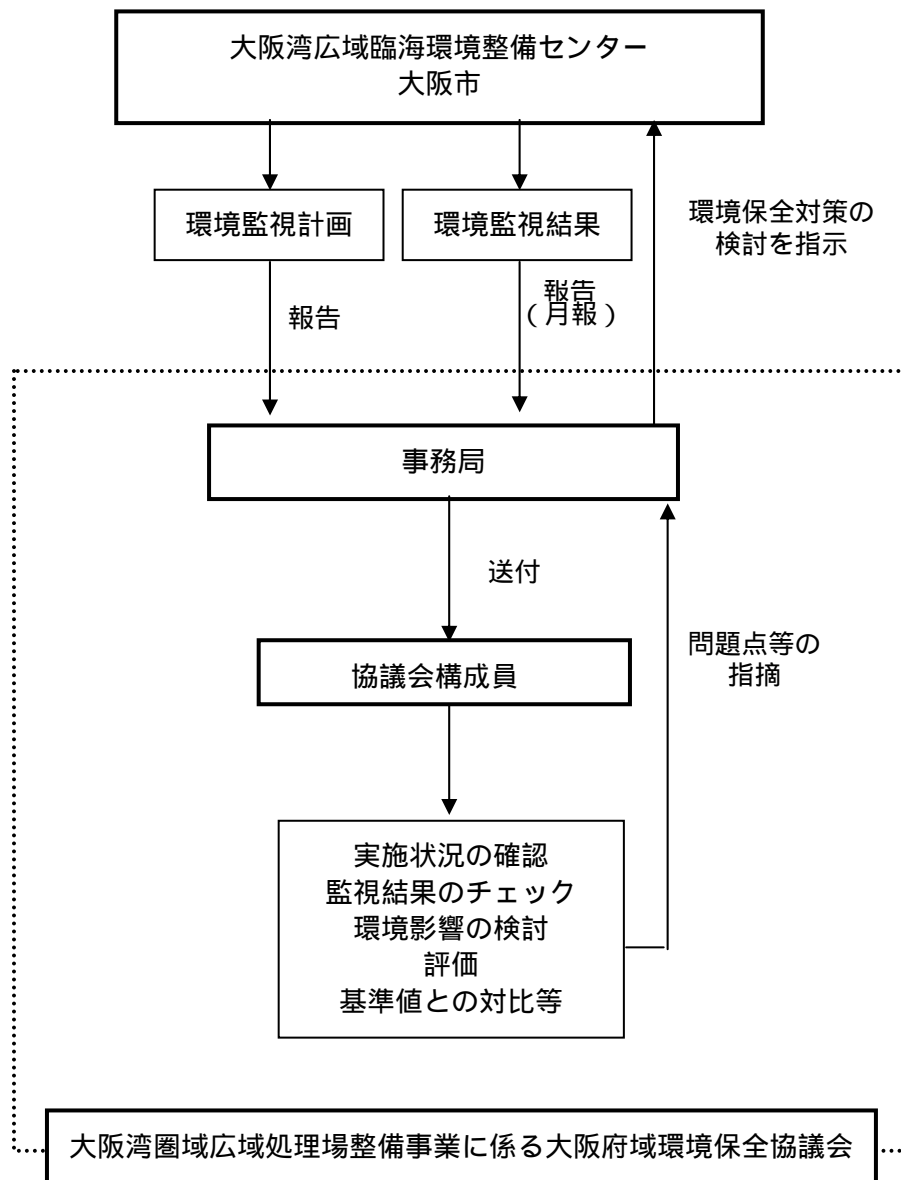 大阪湾広域臨海環境整備センター
大阪市
環境監視計画
環境監視結果
環境保全対策の
検討を指示
報告
報告
(月報)
事務局
送付
協議会構成員
問題点等の
指摘
実施状況の確認
監視結果のチェック
環境影響の検討
評価
基準値との対比等
大阪湾圏域広域処理場整備事業に係る大阪府域環境保全協議会